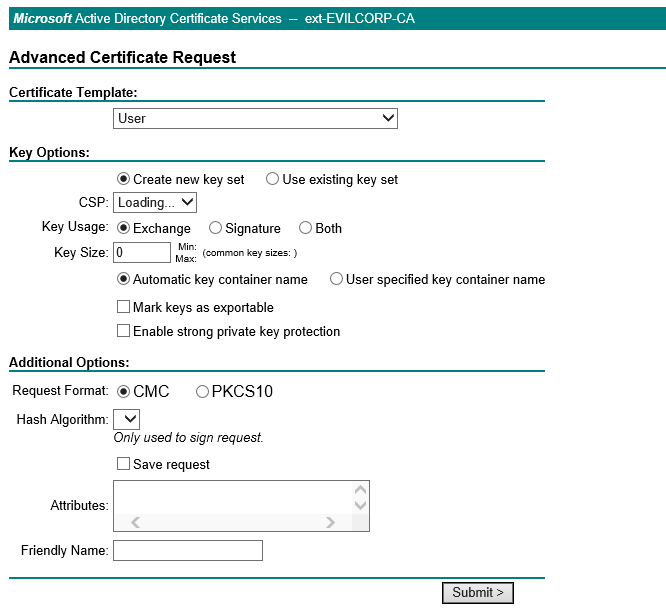 Microsoft Active Directory Certificate Services -- ext-EVILCORP-CA
Advanced Certificate Request
Certificate Template:
User
Key Options:
Create new key set Use existing key set
CSP: Loading...
Key Usage: Exchange Signature Both
Key Size: 0 Min: Max: (common key sizes: )
Automatic key container name User specified key container name
Mark keys as exportable
Enable strong private key protection
Additional Options:
Request Format: CMC PKCS10
Hash Algorithm:
Only used to sign request.
Save request
Attributes:
Friendly Name:
Submit >